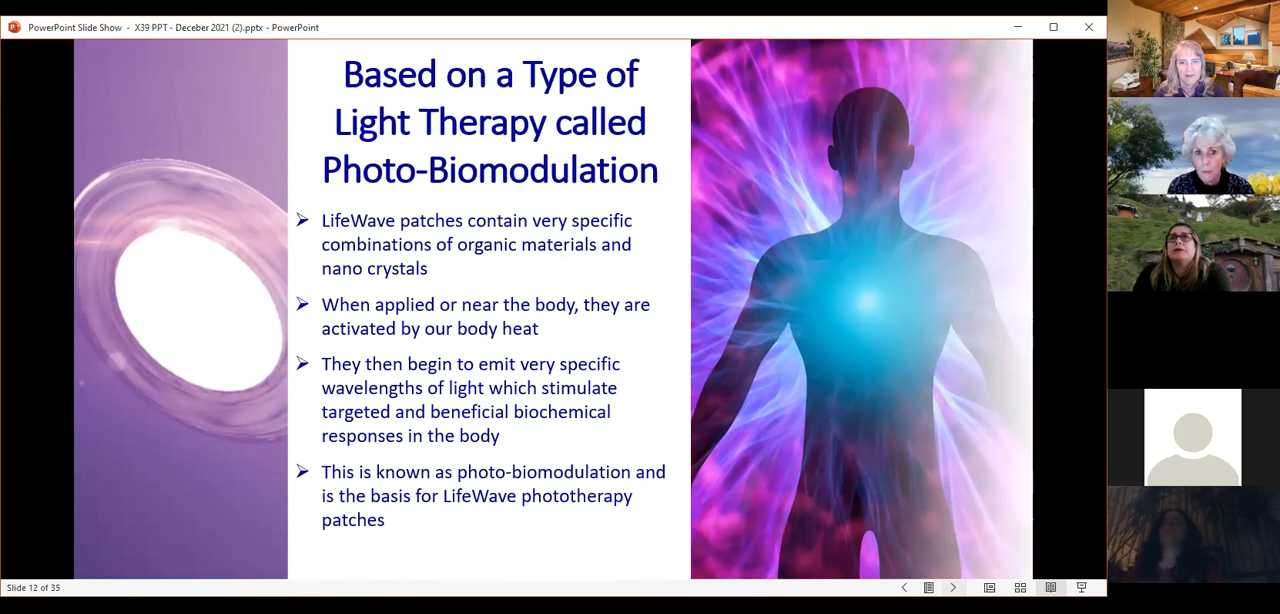 PowerPoint Slide Show - X39 PPT - Deceber 2021 (2).pptx - PowerPoint
Based on a Type of
Light Therapy called
Photo-Biomodulation
➢ LifeWave patches contain very specific
combinations of organic materials and
nano crystals
➢ When applied or near the body, they are
activated by our body heat
➢ They then begin to emit very specific
wavelengths of light which stimulate
targeted and beneficial biochemical
responses in the body
➢ This is known as photo-biomodulation and
is the basis for LifeWave phototherapy
patches
Slide 12 of 35